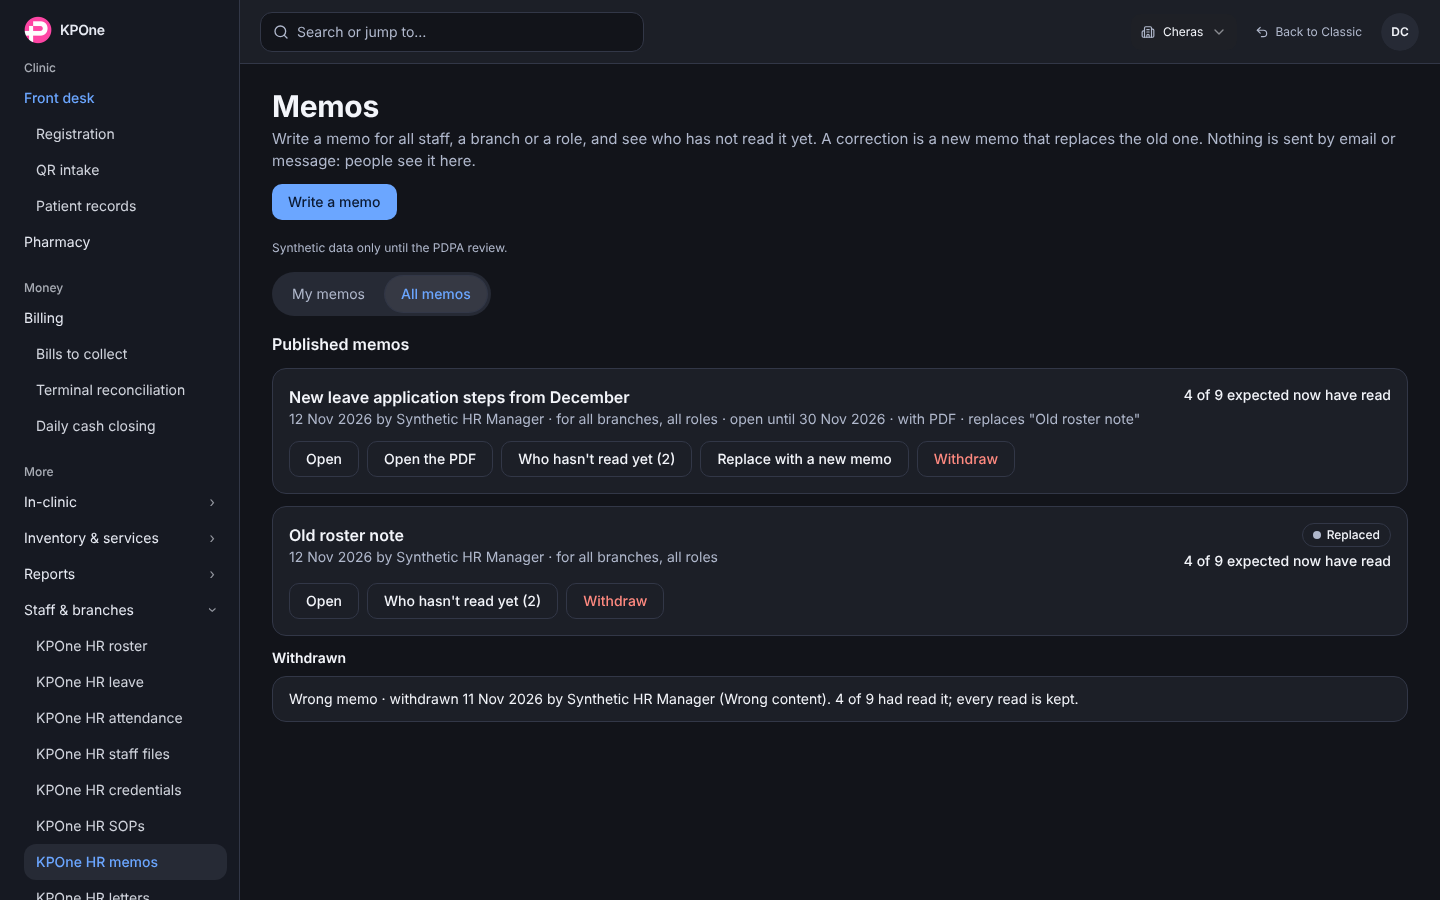 KPOne
Clinic
Front desk
Registration
QR intake
Patient records
Pharmacy
Money
Billing
Bills to collect
Terminal reconciliation
Daily cash closing
More
In-clinic
Inventory & services
Reports
Staff & branches
KPOne HR roster
KPOne HR leave
KPOne HR attendance
KPOne HR staff files
KPOne HR credentials
KPOne HR SOPs
KPOne HR memos
KPOne HR letters
Search or jump to...
Cheras
Back to Classic
DC
Memos
Write a memo for all staff, a branch or a role, and see who has not read it yet. A correction is a new memo that replaces the old one. Nothing is sent by email or
message: people see it here.
Write a memo
Synthetic data only until the PDPA review.
My memos
All memos
Published memos
New leave application steps from December
4 of 9 expected now have read
12 Nov 2026 by Synthetic HR Manager · for all branches, all roles · open until 30 Nov 2026 · with PDF · replaces "Old roster note"
Open
Open the PDF
Who hasn't read yet (2)
Replace with a new memo
Withdraw
Old roster note
Replaced
12 Nov 2026 by Synthetic HR Manager · for all branches, all roles
4 of 9 expected now have read
Open
Who hasn't read yet (2)
Withdraw
Withdrawn
Wrong memo · withdrawn 11 Nov 2026 by Synthetic HR Manager (Wrong content). 4 of 9 had read it; every read is kept.